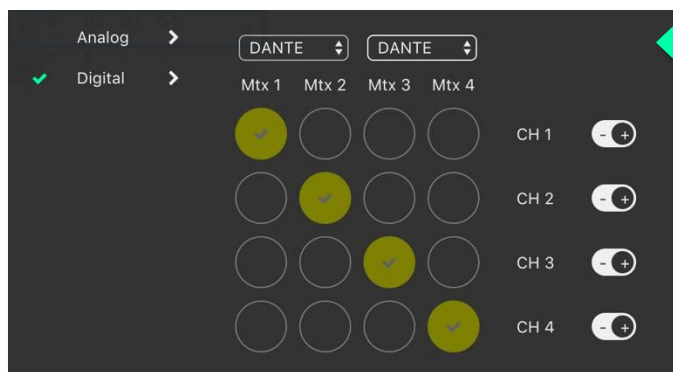 Analog
DANTE DANTE
Digital
Mtx 1 Mtx 2 Mtx 3 Mtx 4
CH 1 - +
CH 2 - +
CH 3 - +
CH 4 - +